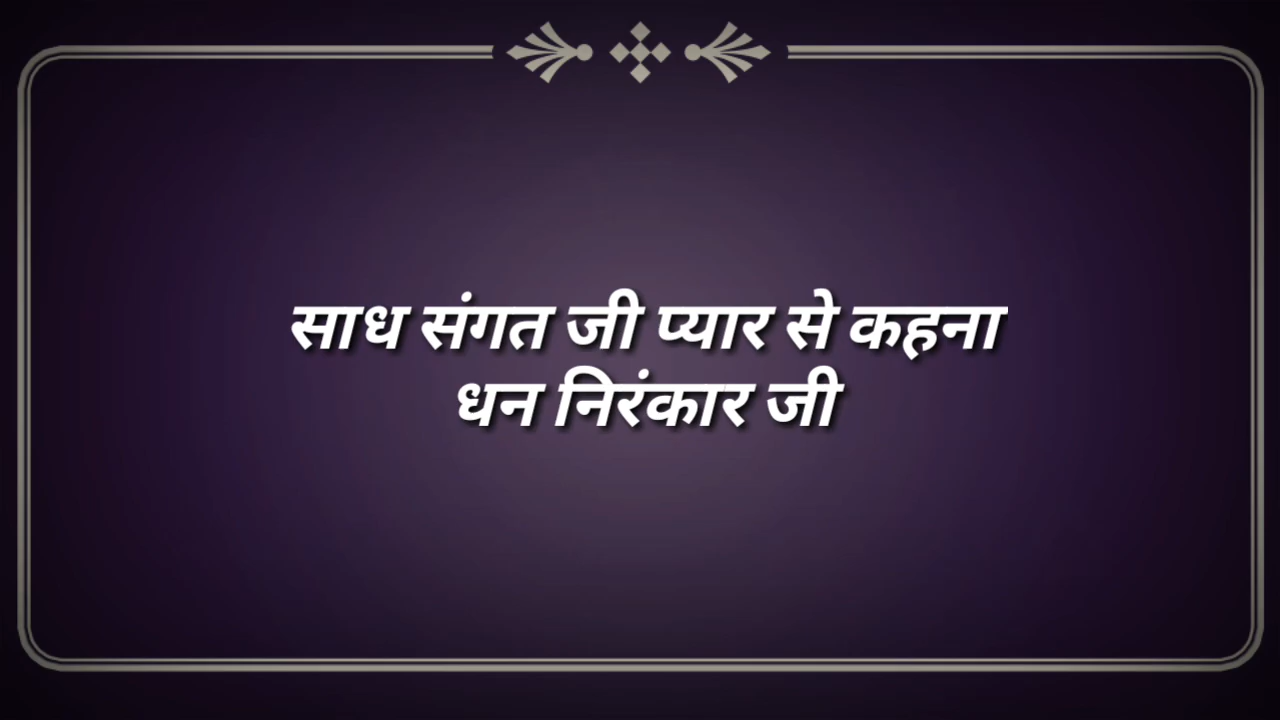 साध संगत जी प्यार से कहना
धन निरंकार जी